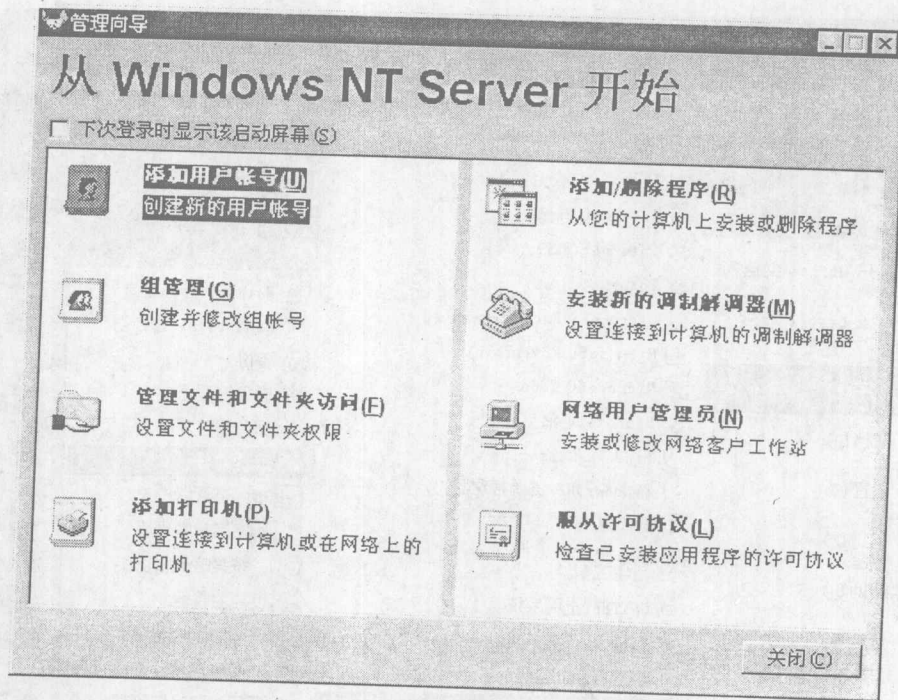 管理向导
从 Windows NT Server 开始
下次登录时显示该启动屏幕(S)
添加用户帐号(U)
创建新的用户帐号
组管理(G)
创建并修改组帐号
管理文件和文件夹访问(F)
设置文件和文件夹权限
添加打印机(P)
设置连接到计算机或在网络上的
打印机
添加/删除程序(R)
从您的计算机上安装或删除程序
安装新的调制解调器(M)
设置连接到计算机的调制解调器
网络用户管理员(N)
安装或修改网络客户工作站
服从许可协议(L)
检查已安装应用程序的许可协议
关闭(C)